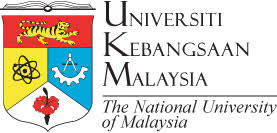 UNIVERSITI
KEBANGSAAN
MALAYSIA
The National University
of Malaysia